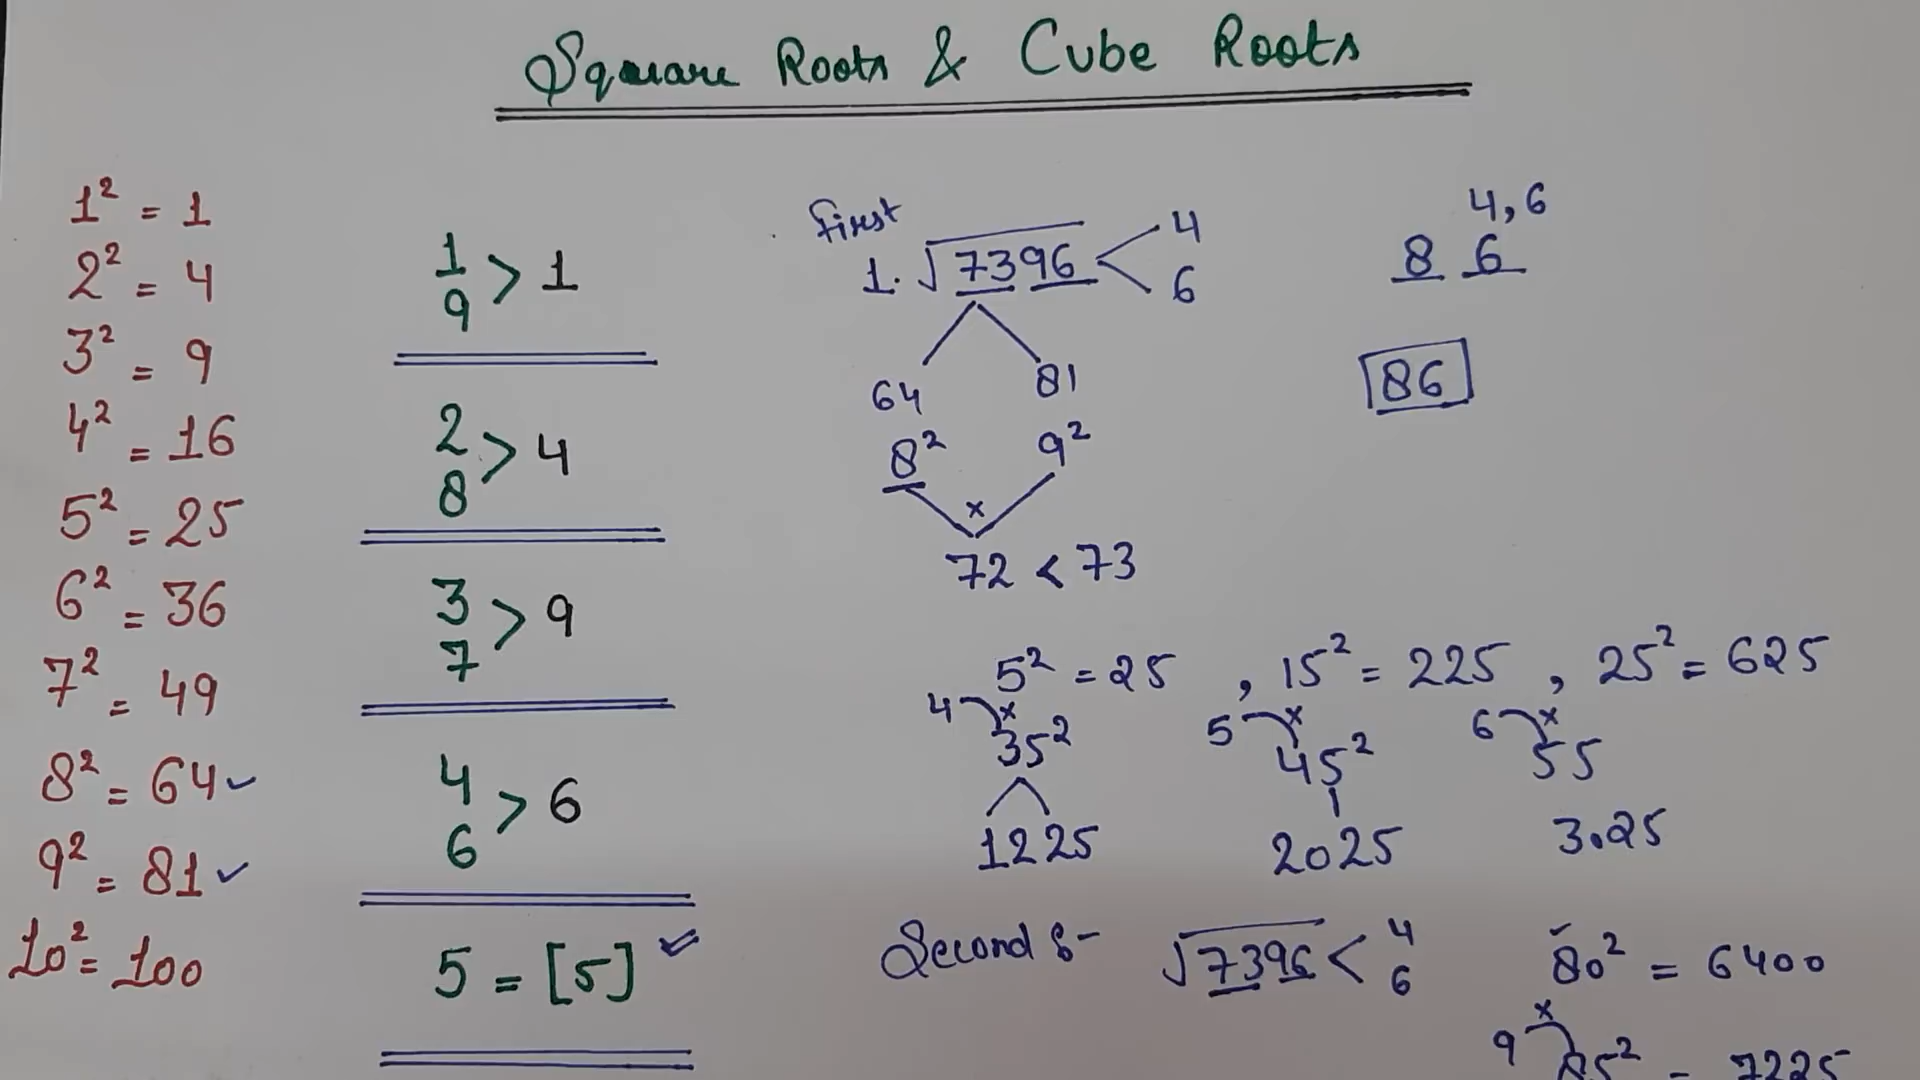 Square Roots & Cube Roots
1² = 1
2² = 4
3² = 9
4² = 16
5² = 25
6² = 36
7² = 49
8² = 64 ✓
9² = 81 ✓
10² = 100
1
9 > 1
2
8 > 4
3
7 > 9
4
6 > 6
5 = [5] ✓
First
1. √7396 < 4
6
64 81
8² 9²
×
72 < 73
4, 6
8 6
86
5² = 25 , 15² = 225 , 25² = 625
4 × 35²
1225
5 × 45²
2025
6 × 55
3025
Second :- √7396 < 4
6
80² = 6400
9 × 85² = 7225